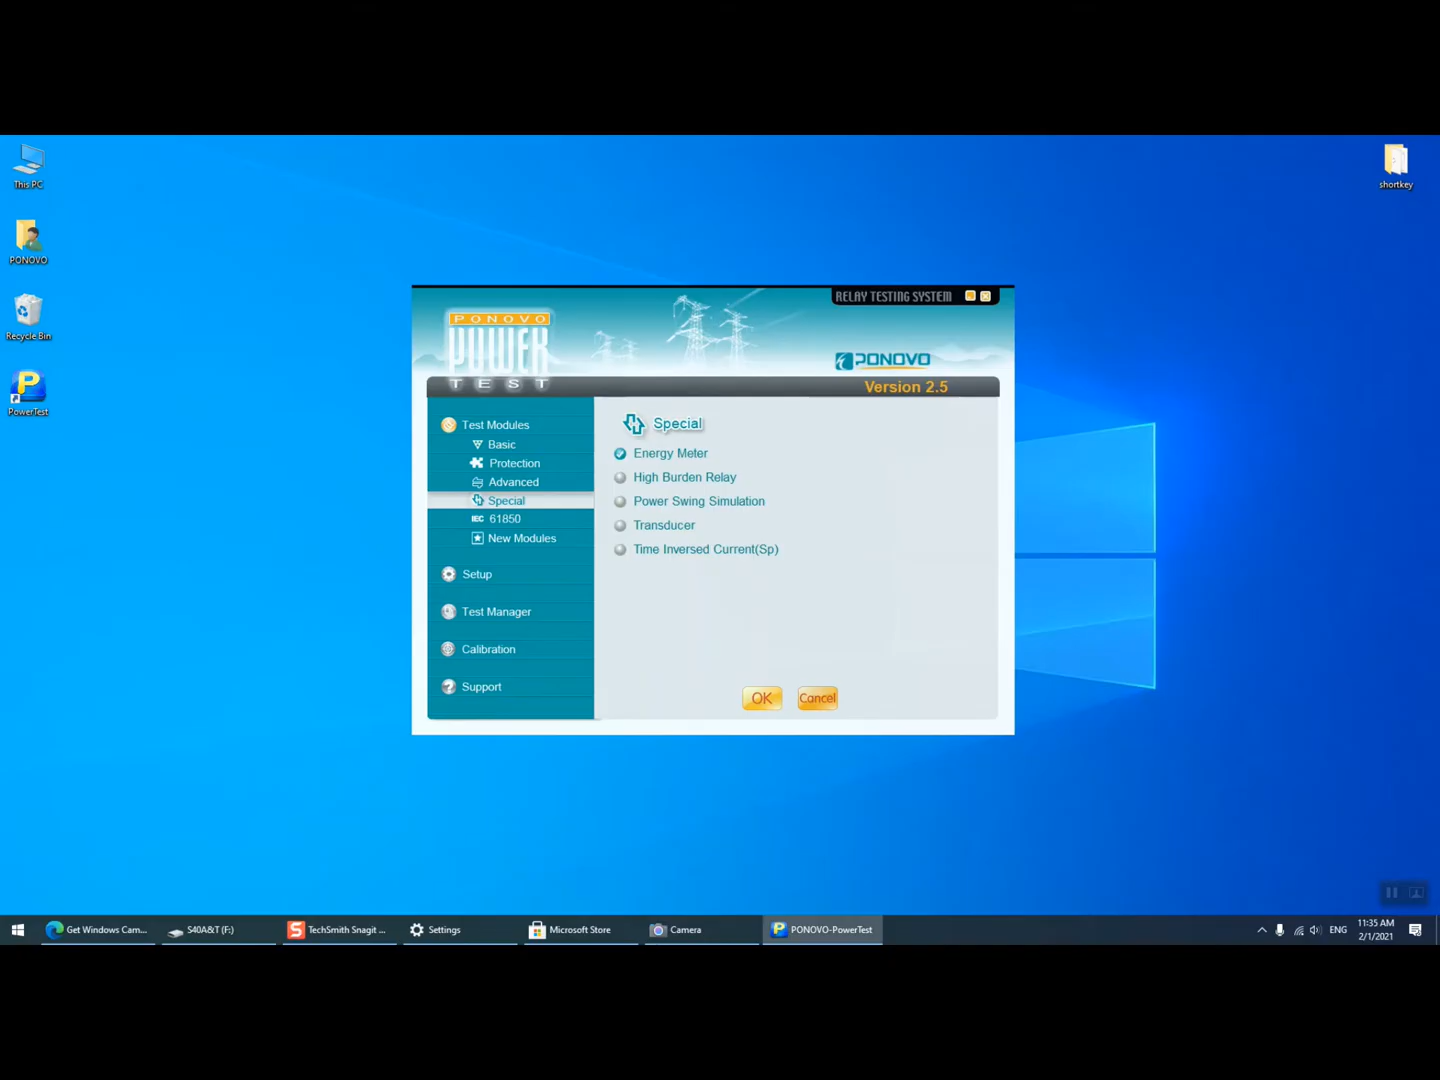 This PC
shortkey
PONOVO
Recycle Bin
PowerTest
RELAY TESTING SYSTEM
PONOVO
POWER
TEST
PONOVO
Version 2.5
Test Modules
Basic
Protection
Advanced
Special
IEC 61850
New Modules
Setup
Test Manager
Calibration
Support
Special
Energy Meter
High Burden Relay
Power Swing Simulation
Transducer
Time Inversed Current(Sp)
OK
Cancel
Get Windows Cam...
S40A&T (F:)
TechSmith Snagit ...
Settings
Microsoft Store
Camera
PONOVO-PowerTest
ENG
11:35 AM
2/1/2021